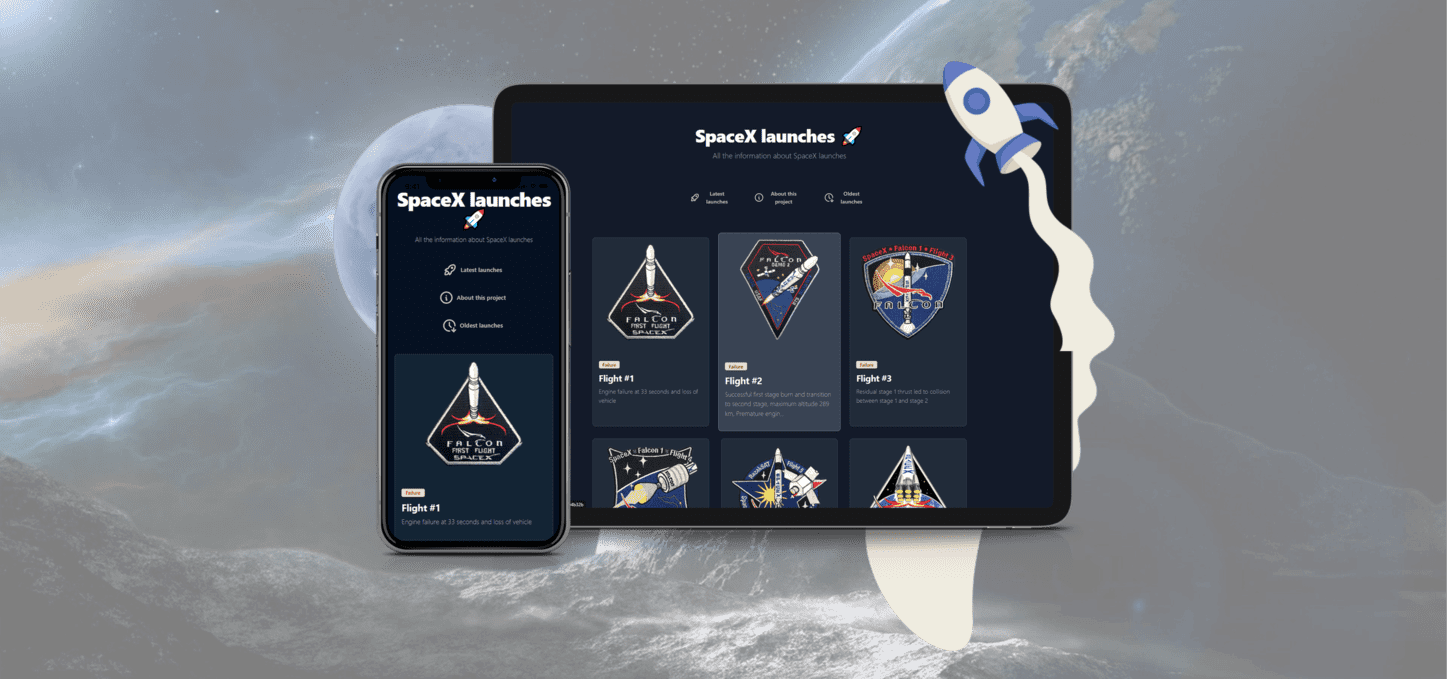 SpaceX launches
All the information about SpaceX launches
Latest launches
About this project
Oldest launches
FALCON
FIRST FLIGHT
SPACEX
Failure
Flight #1
Engine failure at 33 seconds and loss of vehicle
SpaceX launches
All the information about SpaceX launches
Latest
launches
About this
project
Oldest
launches
FALCON
FIRST FLIGHT
SPACEX
Failure
Flight #1
Engine failure at 33 seconds and loss of
vehicle
FALCON
DEMO 2
Failure
Flight #2
Successful first stage burn and transition
to second stage, maximum altitude 289
km, Premature engin...
SpaceX Falcon 1 Flight 3
FALCON
Failure
Flight #3
Residual stage 1 thrust led to collision
between stage 1 and stage 2
SpaceX Falcon 1 Flight 4
RazakSAT Flight 5